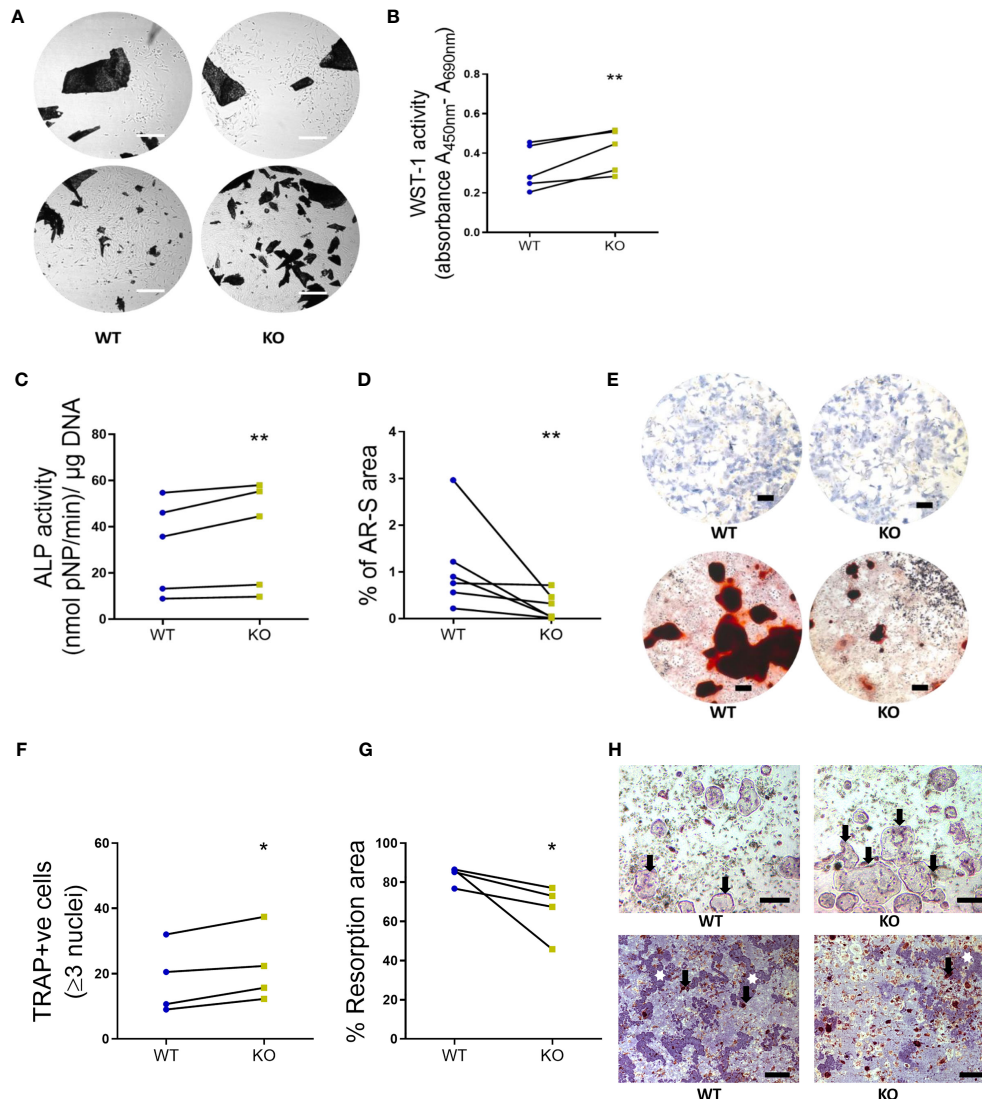 A
WT
KO
B
WST-1 activity
(absorbance A450nm- A690nm)
0.8
0.6
0.4
0.2
0.0
**
WT
KO
C
ALP activity
(nmol pNP/min)/ µg DNA
80
60
40
20
0
**
WT
KO
D
% of AR-S area
4
3
2
1
0
**
WT
KO
E
WT
KO
WT
KO
F
TRAP+ve cells
(≥3 nuclei)
60
40
20
0
*
WT
KO
G
% Resorption area
100
80
60
40
20
0
*
WT
KO
H
WT
KO
WT
KO